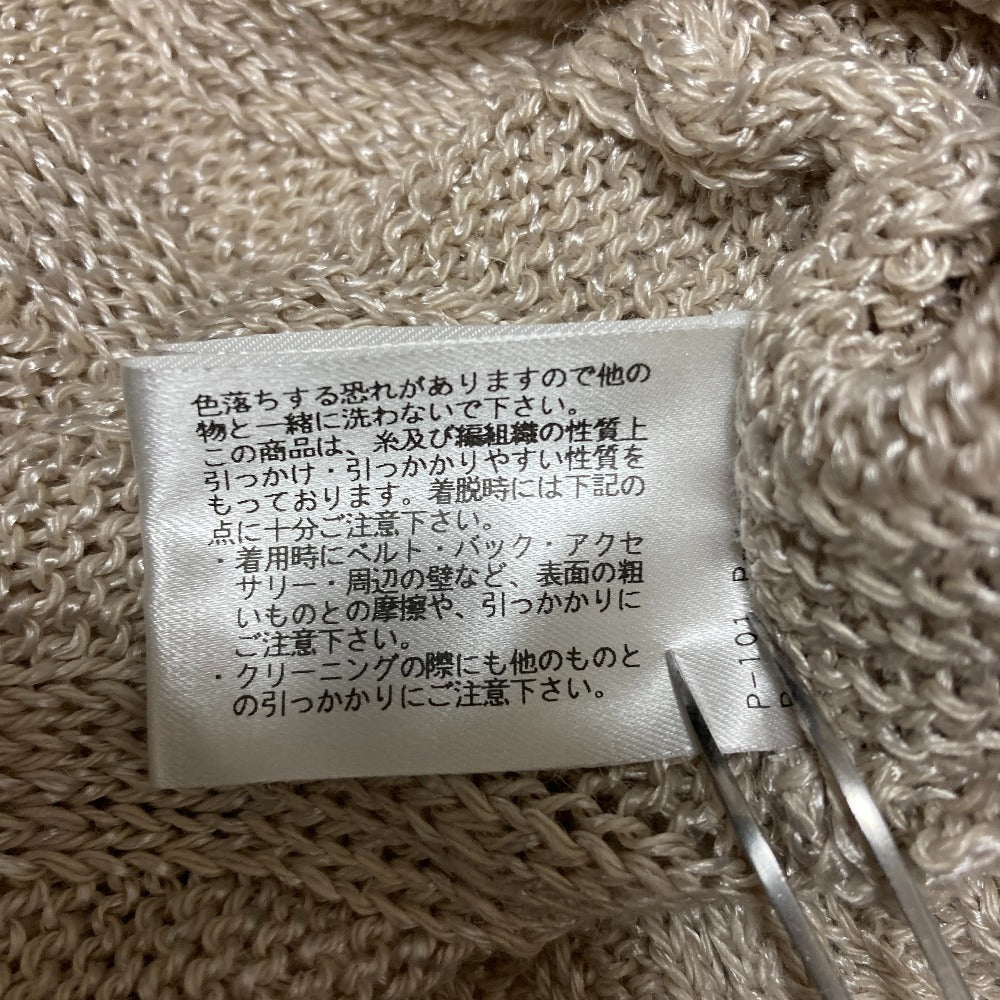 色落ちする恐れがありますので他の
物と一緒に洗わないで下さい。
この商品は、糸及び編組織の性質上
引っかけ・引っかかりやすい性質を
もっております。着脱時には下記の
点に十分ご注意下さい。
・着用時にベルト・バック・アクセ
サリー・周辺の壁など、表面の粗
いものとの摩擦や、引っかかりに
ご注意下さい。
・クリーニングの際にも他のものと
の引っかかりにご注意下さい。
P-101